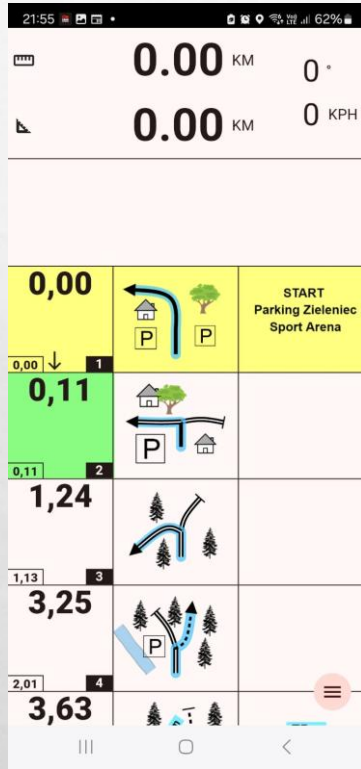 21:55
62%
0.00 KM
0 °
0.00 KM
0 KPH
0,00
0,00
1
P
P
START
Parking Zieleniec
Sport Arena
0,11
0,11
2
P
1,24
1,13
3
3,25
2,01
4
P
3,63